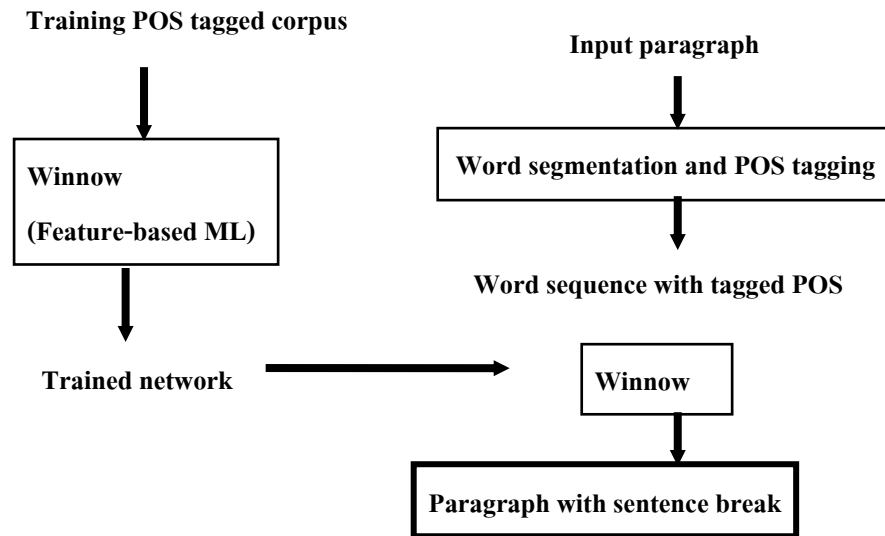 Training POS tagged corpus
Winnow
(Feature-based ML)
Trained network
Input paragraph
Word segmentation and POS tagging
Word sequence with tagged POS
Winnow
Paragraph with sentence break